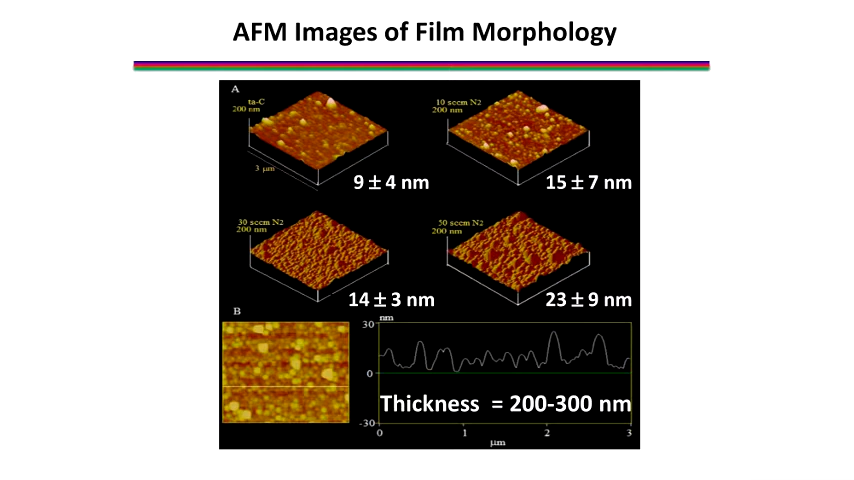 AFM Images of Film Morphology
A
ta-C
200 nm
3 µm
9 ± 4 nm
10 sccm N2
200 nm
15 ± 7 nm
30 sccm N2
200 nm
14 ± 3 nm
50 sccm N2
200 nm
23 ± 9 nm
B
nm
30
0
-30
Thickness = 200-300 nm
0 1 2 3
µm